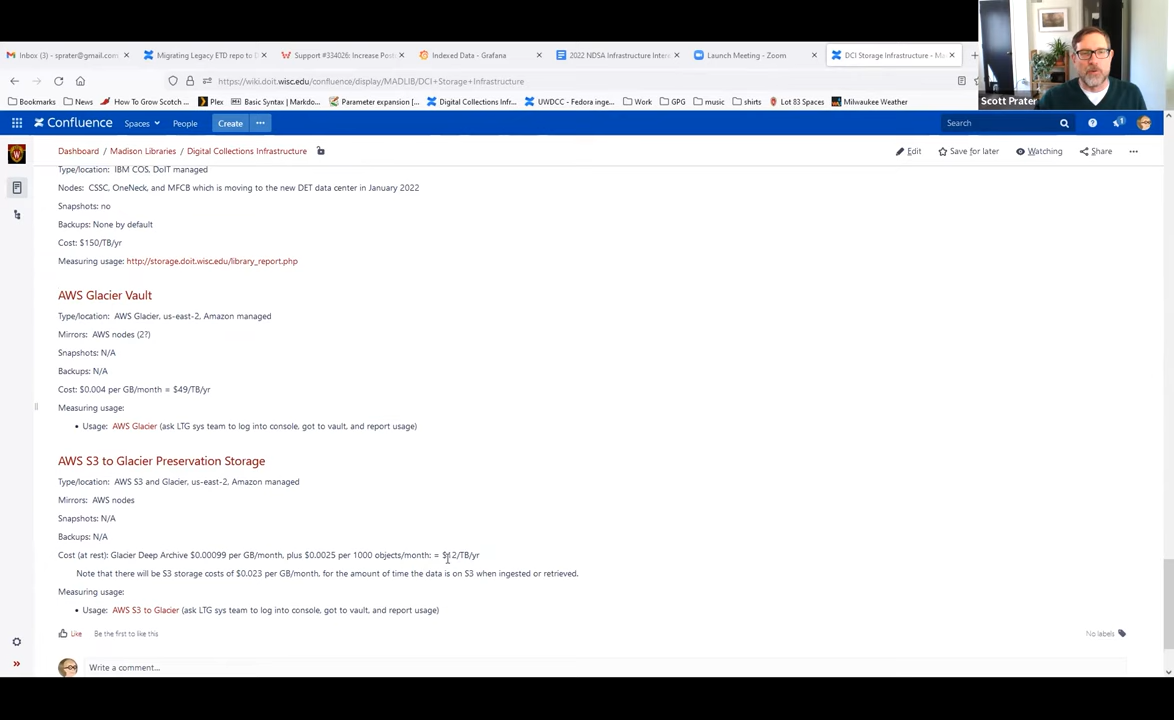 Inbox (3) - sprater@gmail.com
Migrating Legacy ETD repo to D
Support #334026: Increase Pos
Indexed Data - Grafana
2022 NDSA Infrastructure Inter
Launch Meeting - Zoom
DCI Storage Infrastructure - M
https://wiki.doit.wisc.edu/confluence/display/MADLIB/DCI+Storage+Infrastructure
Bookmarks
News
How To Grow Scotch ...
Plex
Basic Syntax | Markdo...
Parameter expansion [...
Digital Collections Infr...
UWDCC - Fedora inge...
Work
GPG
music
shirts
Lot 83 Spaces
Milwaukee Weather
Scott Prater
Confluence
Spaces
People
Create
Search
1
Dashboard / Madison Libraries / Digital Collections Infrastructure
Edit
Save for later
Watching
Share
Type/location: IBM COS, DoIT managed
Nodes: CSSC, OneNeck, and MFCB which is moving to the new DET data center in January 2022
Snapshots: no
Backups: None by default
Cost: $150/TB/yr
Measuring usage: http://storage.doit.wisc.edu/library_report.php
AWS Glacier Vault
Type/location: AWS Glacier, us-east-2, Amazon managed
Mirrors: AWS nodes (2?)
Snapshots: N/A
Backups: N/A
Cost: $0.004 per GB/month = $49/TB/yr
Measuring usage:
• Usage: AWS Glacier (ask LTG sys team to log into console, got to vault, and report usage)
AWS S3 to Glacier Preservation Storage
Type/location: AWS S3 and Glacier, us-east-2, Amazon managed
Mirrors: AWS nodes
Snapshots: N/A
Backups: N/A
Cost (at rest): Glacier Deep Archive $0.00099 per GB/month, plus $0.0025 per 1000 objects/month: = $12/TB/yr
Note that there will be S3 storage costs of $0.023 per GB/month, for the amount of time the data is on S3 when ingested or retrieved.
Measuring usage:
• Usage: AWS S3 to Glacier (ask LTG sys team to log into console, got to vault, and report usage)
Like
Be the first to like this
No labels
Write a comment...